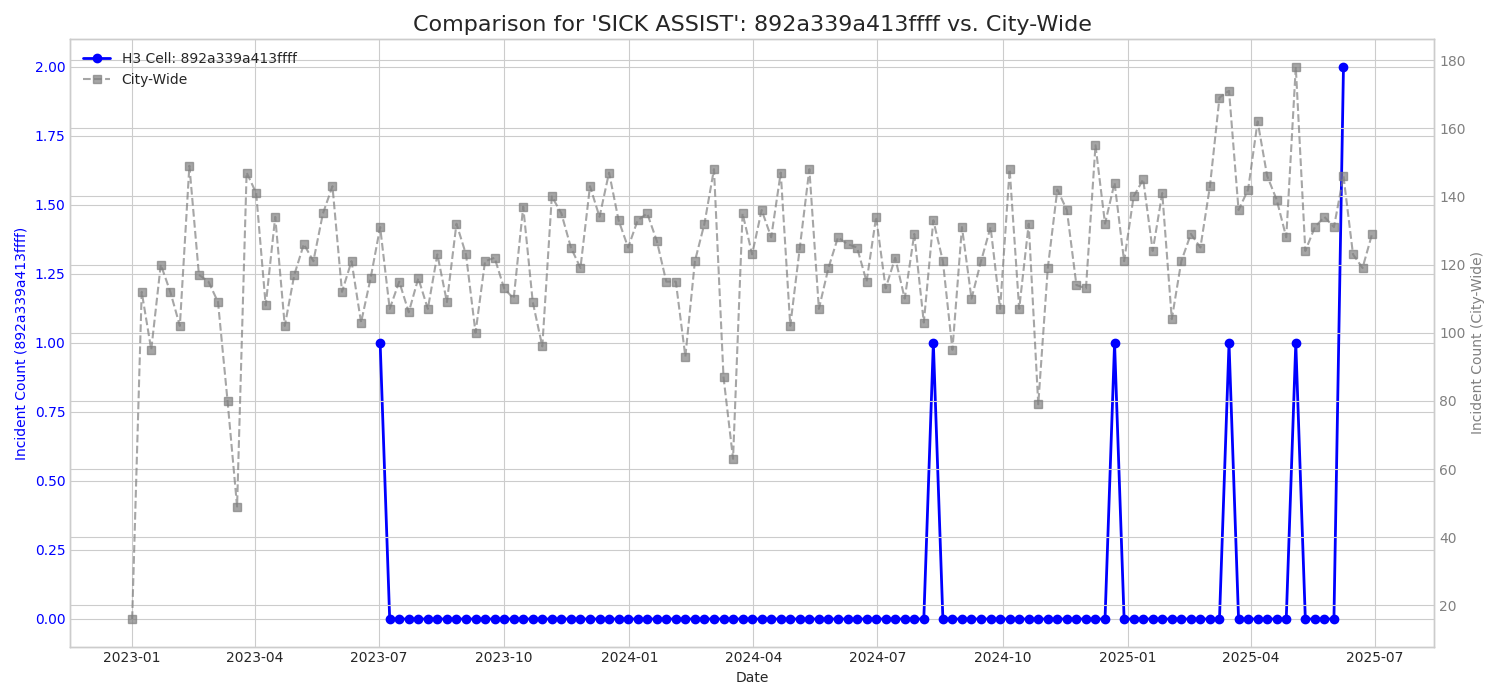 Comparison for 'SICK ASSIST': 892a339a413ffff vs. City-Wide
H3 Cell: 892a339a413ffff
City-Wide
Incident Count (892a339a413ffff)
2.00
1.75
1.50
1.25
1.00
0.75
0.50
0.25
0.00
180
160
140
120
100
80
60
40
20
Incident Count (City-Wide)
2023-01 2023-04 2023-07 2023-10 2024-01 2024-04 2024-07 2024-10 2025-01 2025-04 2025-07
Date